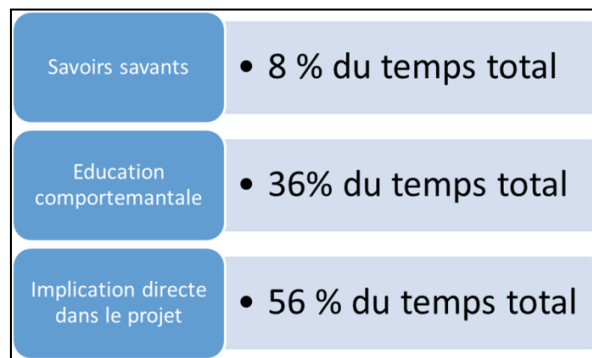 Savoirs savants
• 8 % du temps total
Education
comportemantale
• 36% du temps total
Implication directe
dans le projet
• 56 % du temps total